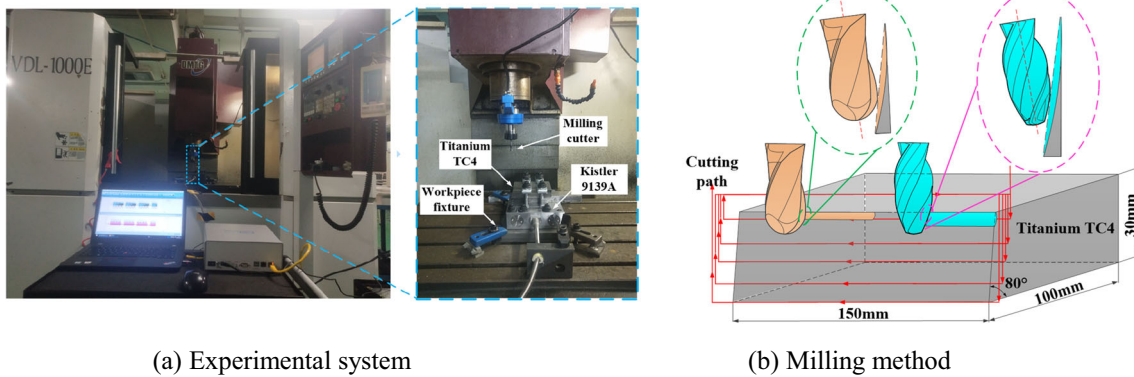 VDL-1000E
Milling
cutter
Titanium
TC4
Kistler
9139A
Workpiece
fixture
Cutting
path
Titanium TC4
30mm
80°
100mm
150mm
(a) Experimental system
(b) Milling method